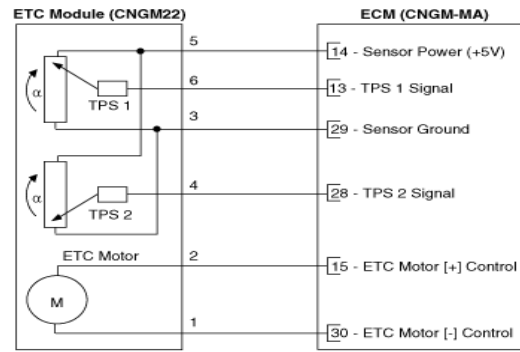 ETC Module (CNGM22)
ECM (CNGM-MA)
5
14 - Sensor Power (+5V)
α
6
13 - TPS 1 Signal
TPS 1
3
29 - Sensor Ground
α
4
28 - TPS 2 Signal
TPS 2
ETC Motor
2
15 - ETC Motor [+] Control
M
1
30 - ETC Motor [-] Control